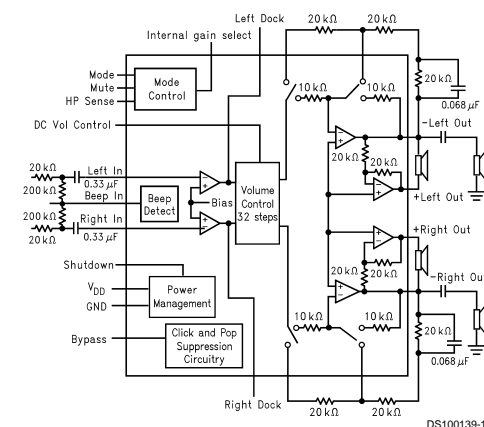 Left Dock
20 kΩ
20 kΩ
Internal gain select
Mode
Mute
HP Sense
Mode
Control
10 kΩ
10 kΩ
20 kΩ
0.068 µF
DC Vol Control
−Left Out
20 kΩ
20 kΩ
Left In
0.33 µF
200 kΩ
Beep In
Beep
Detect
Bias
Volume
Control
32 steps
+Left Out
200 kΩ
Right In
20 kΩ
0.33 µF
+Right Out
Shutdown
VDD
GND
Power
Management
20 kΩ
20 kΩ
−Right Out
10 kΩ
10 kΩ
20 kΩ
Bypass
Click and Pop
Suppression
Circuitry
0.068 µF
Right Dock
20 kΩ
20 kΩ
DS100139-1